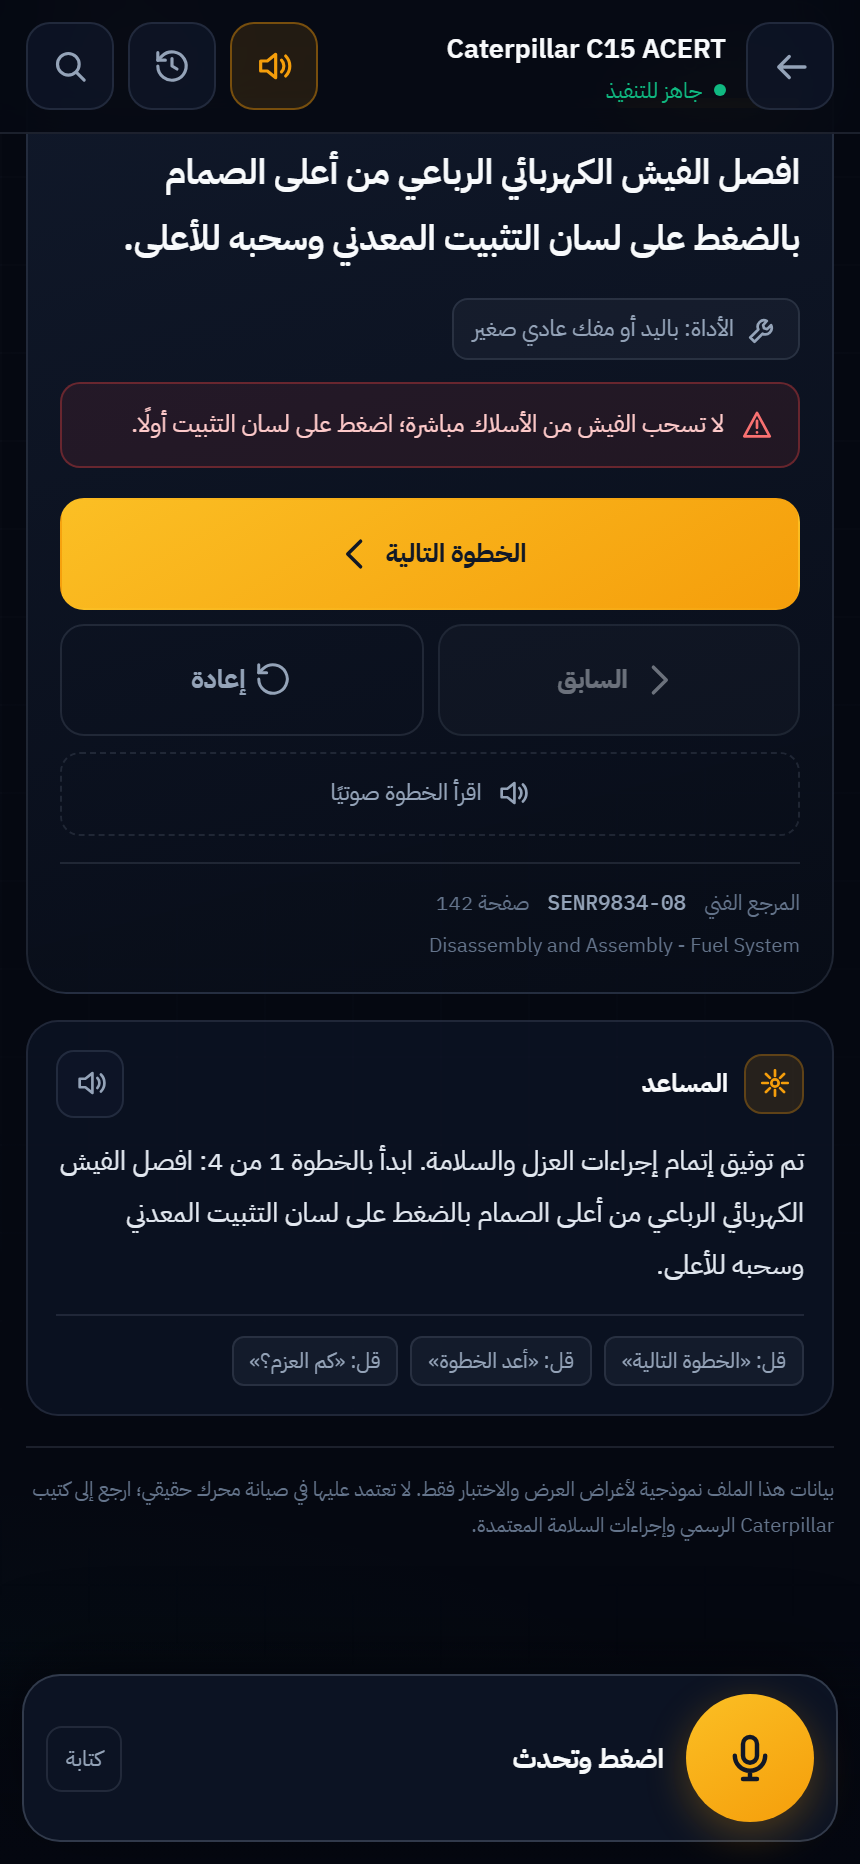 Caterpillar C15 ACERT
جاهز للتنفيذ
افصل الفيش الكهربائي الرباعي من أعلى الصمام
بالضغط على لسان التثبيت المعدني وسحبه للأعلى.
الأداة: باليد أو مفك عادي صغير
لا تسحب الفيش من الأسلاك مباشرة؛ اضغط على لسان التثبيت أولًا.
الخطوة التالية
السابق
إعادة
اقرأ الخطوة صوتيًا
المرجع الفني SENR9834-08 صفحة 142
Disassembly and Assembly - Fuel System
المساعد
تم توثيق إتمام إجراءات العزل والسلامة. ابدأ بالخطوة 1 من 4: افصل الفيش
الكهربائي الرباعي من أعلى الصمام بالضغط على لسان التثبيت المعدني
وسحبه للأعلى.
قل: «الخطوة التالية»
قل: «أعد الخطوة»
قل: «كم العزم؟»
بيانات هذا الملف نموذجية لأغراض العرض والاختبار فقط. لا تعتمد عليها في صيانة محرك حقيقي؛ ارجع إلى كتيب
Caterpillar الرسمي وإجراءات السلامة المعتمدة.
اضغط وتحدث
كتابة